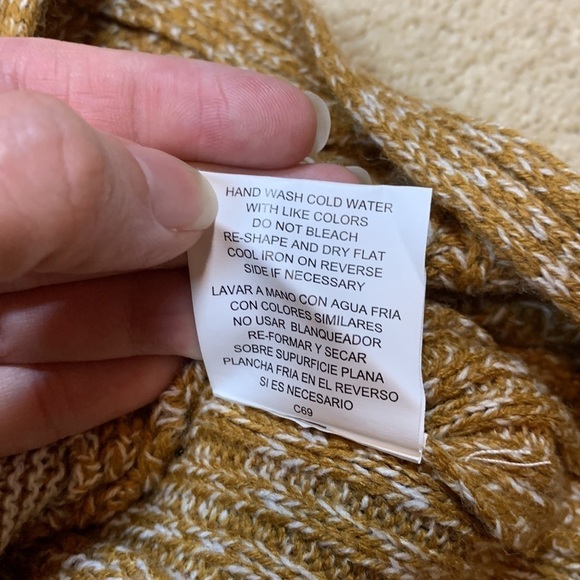 HAND WASH COLD WATER
WITH LIKE COLORS
DO NOT BLEACH
RE-SHAPE AND DRY FLAT
COOL IRON ON REVERSE
SIDE IF NECESSARY
LAVAR A MANO CON AGUA FRIA
CON COLORES SIMILARES
NO USAR BLANQUEADOR
RE-FORMAR Y SECAR
SOBRE SUPURFICIE PLANA
PLANCHA FRIA EN EL REVERSO
SI ES NECESARIO
C69